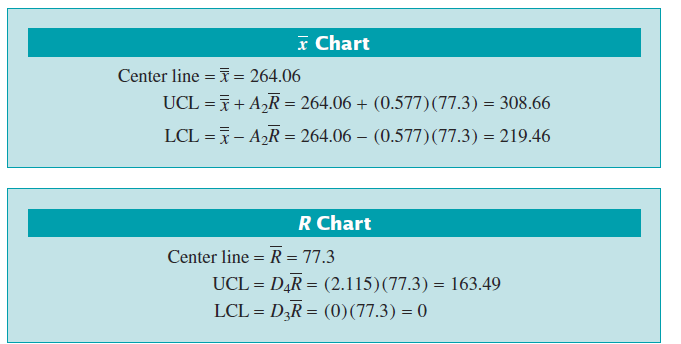 x̿ Chart
Center line = x̿ = 264.06
UCL = x̿ + A₂R̅ = 264.06 + (0.577)(77.3) = 308.66
LCL = x̿ − A₂R̅ = 264.06 − (0.577)(77.3) = 219.46
R Chart
Center line = R̅ = 77.3
UCL = D₄R̅ = (2.115)(77.3) = 163.49
LCL = D₃R̅ = (0)(77.3) = 0